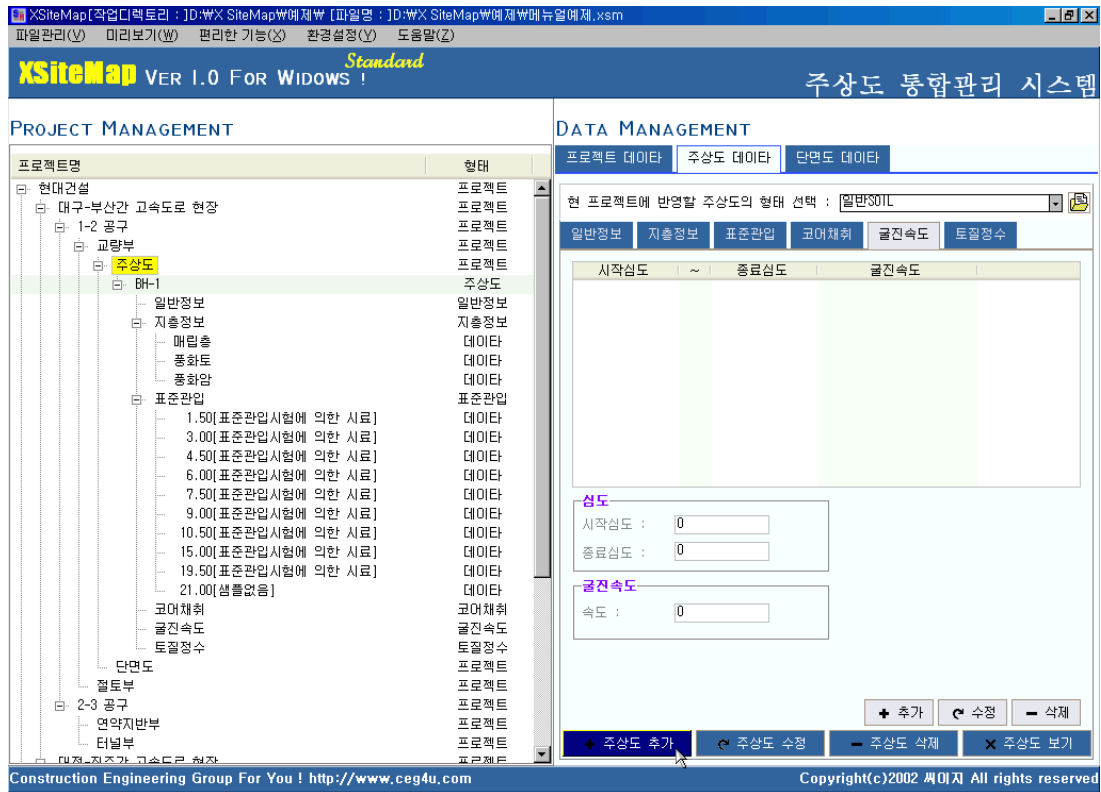 XSiteMap[작업디렉토리 : ]D:₩X SiteMap₩예제₩ [파일명 : ]D:₩X SiteMap₩예제₩메뉴얼예제.xsm
파일관리(V) 미리보기(W) 편리한 기능(X) 환경설정(Y) 도움말(Z)
Standard
XSiteMap VER 1.0 FOR WIDOWS !
주상도 통합관리 시스템
PROJECT MANAGEMENT
프로젝트명 형태
현대건설 프로젝트
대구-부산간 고속도로 현장 프로젝트
1-2 공구 프로젝트
교량부 프로젝트
주상도 프로젝트
BH-1 주상도
일반정보 일반정보
지층정보 지층정보
매립층 데이타
풍화토 데이타
풍화암 데이타
표준관입 표준관입
1.50[표준관입시험에 의한 시료] 데이타
3.00[표준관입시험에 의한 시료] 데이타
4.50[표준관입시험에 의한 시료] 데이타
6.00[표준관입시험에 의한 시료] 데이타
7.50[표준관입시험에 의한 시료] 데이타
9.00[표준관입시험에 의한 시료] 데이타
10.50[표준관입시험에 의한 시료] 데이타
15.00[표준관입시험에 의한 시료] 데이타
19.50[표준관입시험에 의한 시료] 데이타
21.00[샘플없음] 데이타
코어채취 코어채취
굴진속도 굴진속도
토질정수 토질정수
단면도 프로젝트
절토부 프로젝트
2-3 공구 프로젝트
연약지반부 프로젝트
터널부 프로젝트
대전-진주간 고속도로 현장 프로젝트
DATA MANAGEMENT
프로젝트 데이타 주상도 데이타 단면도 데이타
현 프로젝트에 반영할 주상도의 형태 선택 : 일반SOIL
일반정보 지층정보 표준관입 코어채취 굴진속도 토질정수
시작심도 ~ 종료심도 굴진속도
심도
시작심도 : 0
종료심도 : 0
굴진속도
속도 : 0
추가 수정 삭제
주상도 추가 주상도 수정 주상도 삭제 주상도 보기
Construction Engineering Group For You ! http://www.ceg4u.com
Copyright(c)2002 씨이지 All rights reserved